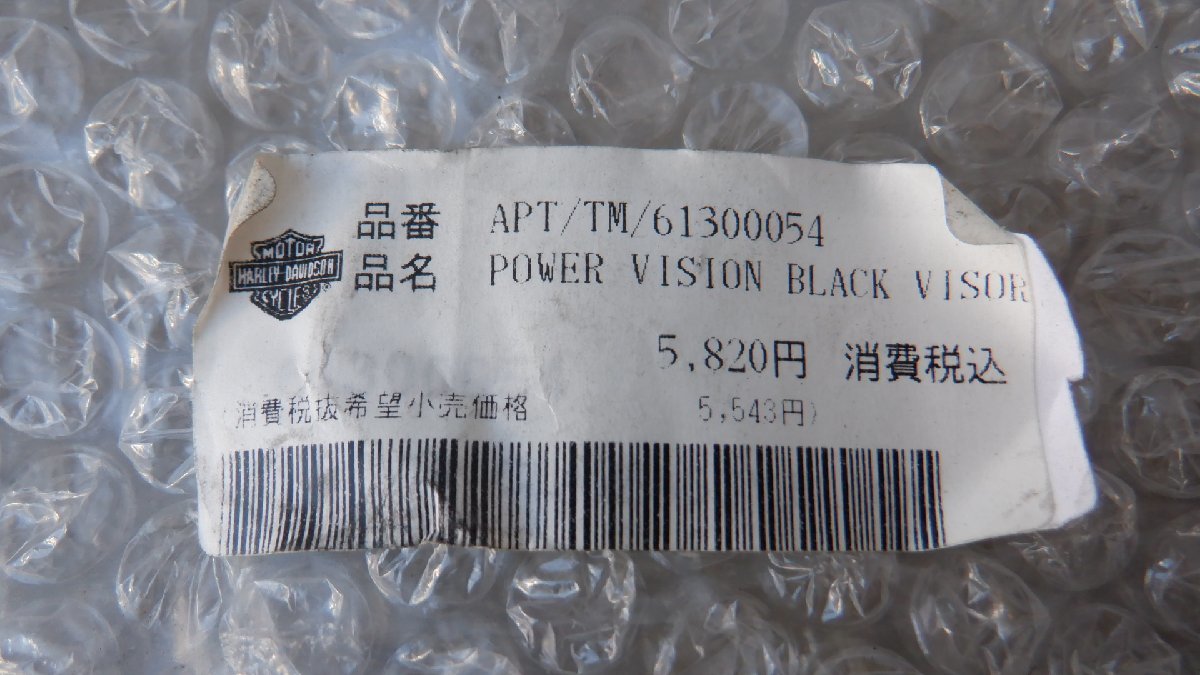 MOTOR
HARLEY-DAVIDSON
CYCLES
品番 APT/TM/61300054
品名 POWER VISION BLACK VISOR
5,820円 消費税込
(消費税抜希望小売価格 5,543円)